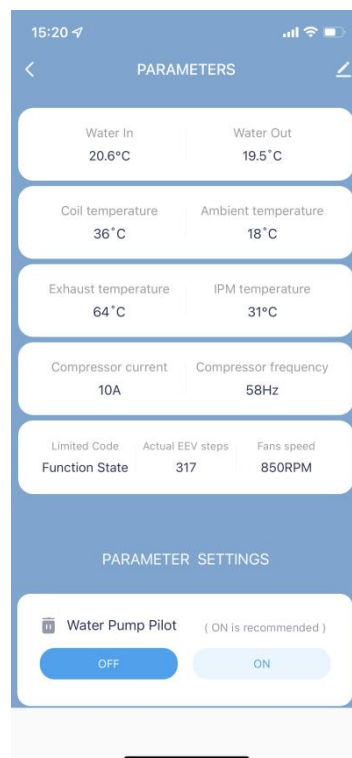 15:20
PARAMETERS
Water In Water Out
20.6°C 19.5°C
Coil temperature Ambient temperature
36°C 18°C
Exhaust temperature IPM temperature
64°C 31°C
Compressor current Compressor frequency
10A 58Hz
Limited Code Actual EEV steps Fans speed
Function State 317 850RPM
PARAMETER SETTINGS
Water Pump Pilot ( ON is recommended )
OFF ON